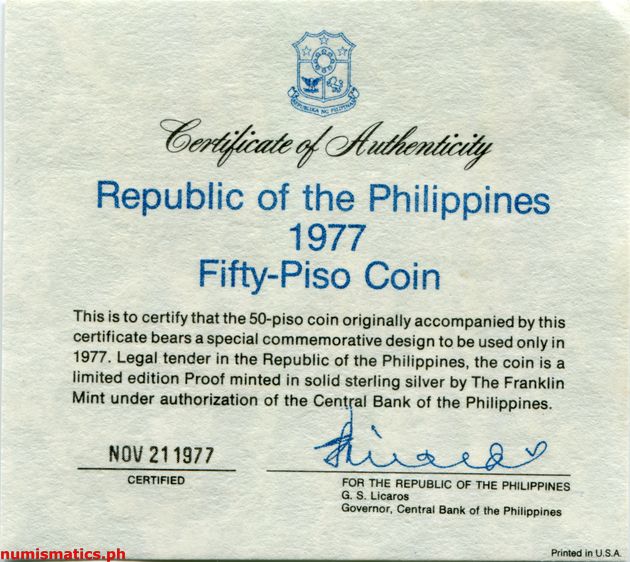 REPUBLIKA NG PILIPINAS
Certificate of Authenticity
Republic of the Philippines
1977
Fifty-Piso Coin
This is to certify that the 50-piso coin originally accompanied by this
certificate bears a special commemorative design to be used only in
1977. Legal tender in the Republic of the Philippines, the coin is a
limited edition Proof minted in solid sterling silver by The Franklin
Mint under authorization of the Central Bank of the Philippines.
NOV 21 1977
CERTIFIED
FOR THE REPUBLIC OF THE PHILIPPINES
G. S. Licaros
Governor, Central Bank of the Philippines
numismatics.ph
Printed in U.S.A.